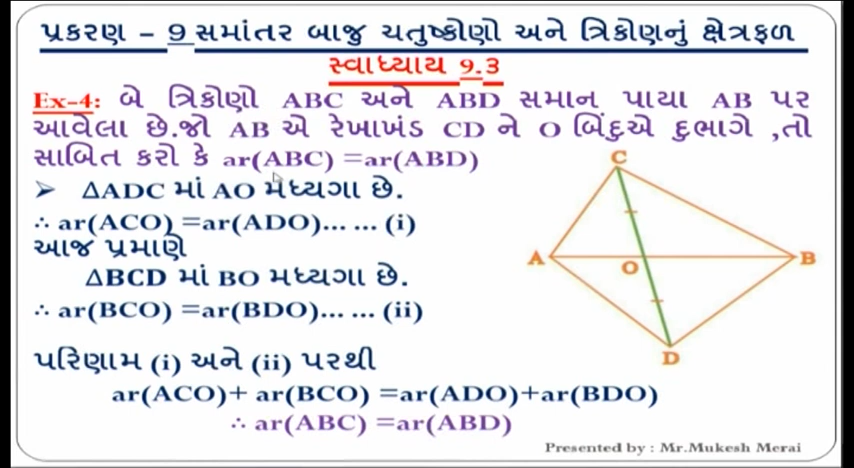 પ્રકરણ – 9 સમાંતર બાજુ ચતુષ્કોણો અને ત્રિકોણનું ક્ષેત્રફળ
સ્વાધ્યાય 9.૩
Ex-4: બે ત્રિકોણો ABC અને ABD સમાન પાયા AB પર
આવેલા છે.જો AB એ રેખાખંડ CD ને O બિંદુએ દુભાગે ,તો
સાબિત કરો કે ar(ABC) =ar(ABD)
➤ ΔADC માં AO મધ્યગા છે.
∴ ar(ACO) =ar(ADO)... ... (i)
આજ પ્રમાણે
ΔBCD માં BO મધ્યગા છે.
∴ ar(BCO) =ar(BDO)... ... (ii)
પરિણામ (i) અને (ii) પરથી
ar(ACO)+ ar(BCO) =ar(ADO)+ar(BDO)
∴ ar(ABC) =ar(ABD)
C
A
O
B
D
Presented by : Mr.Mukesh Merai